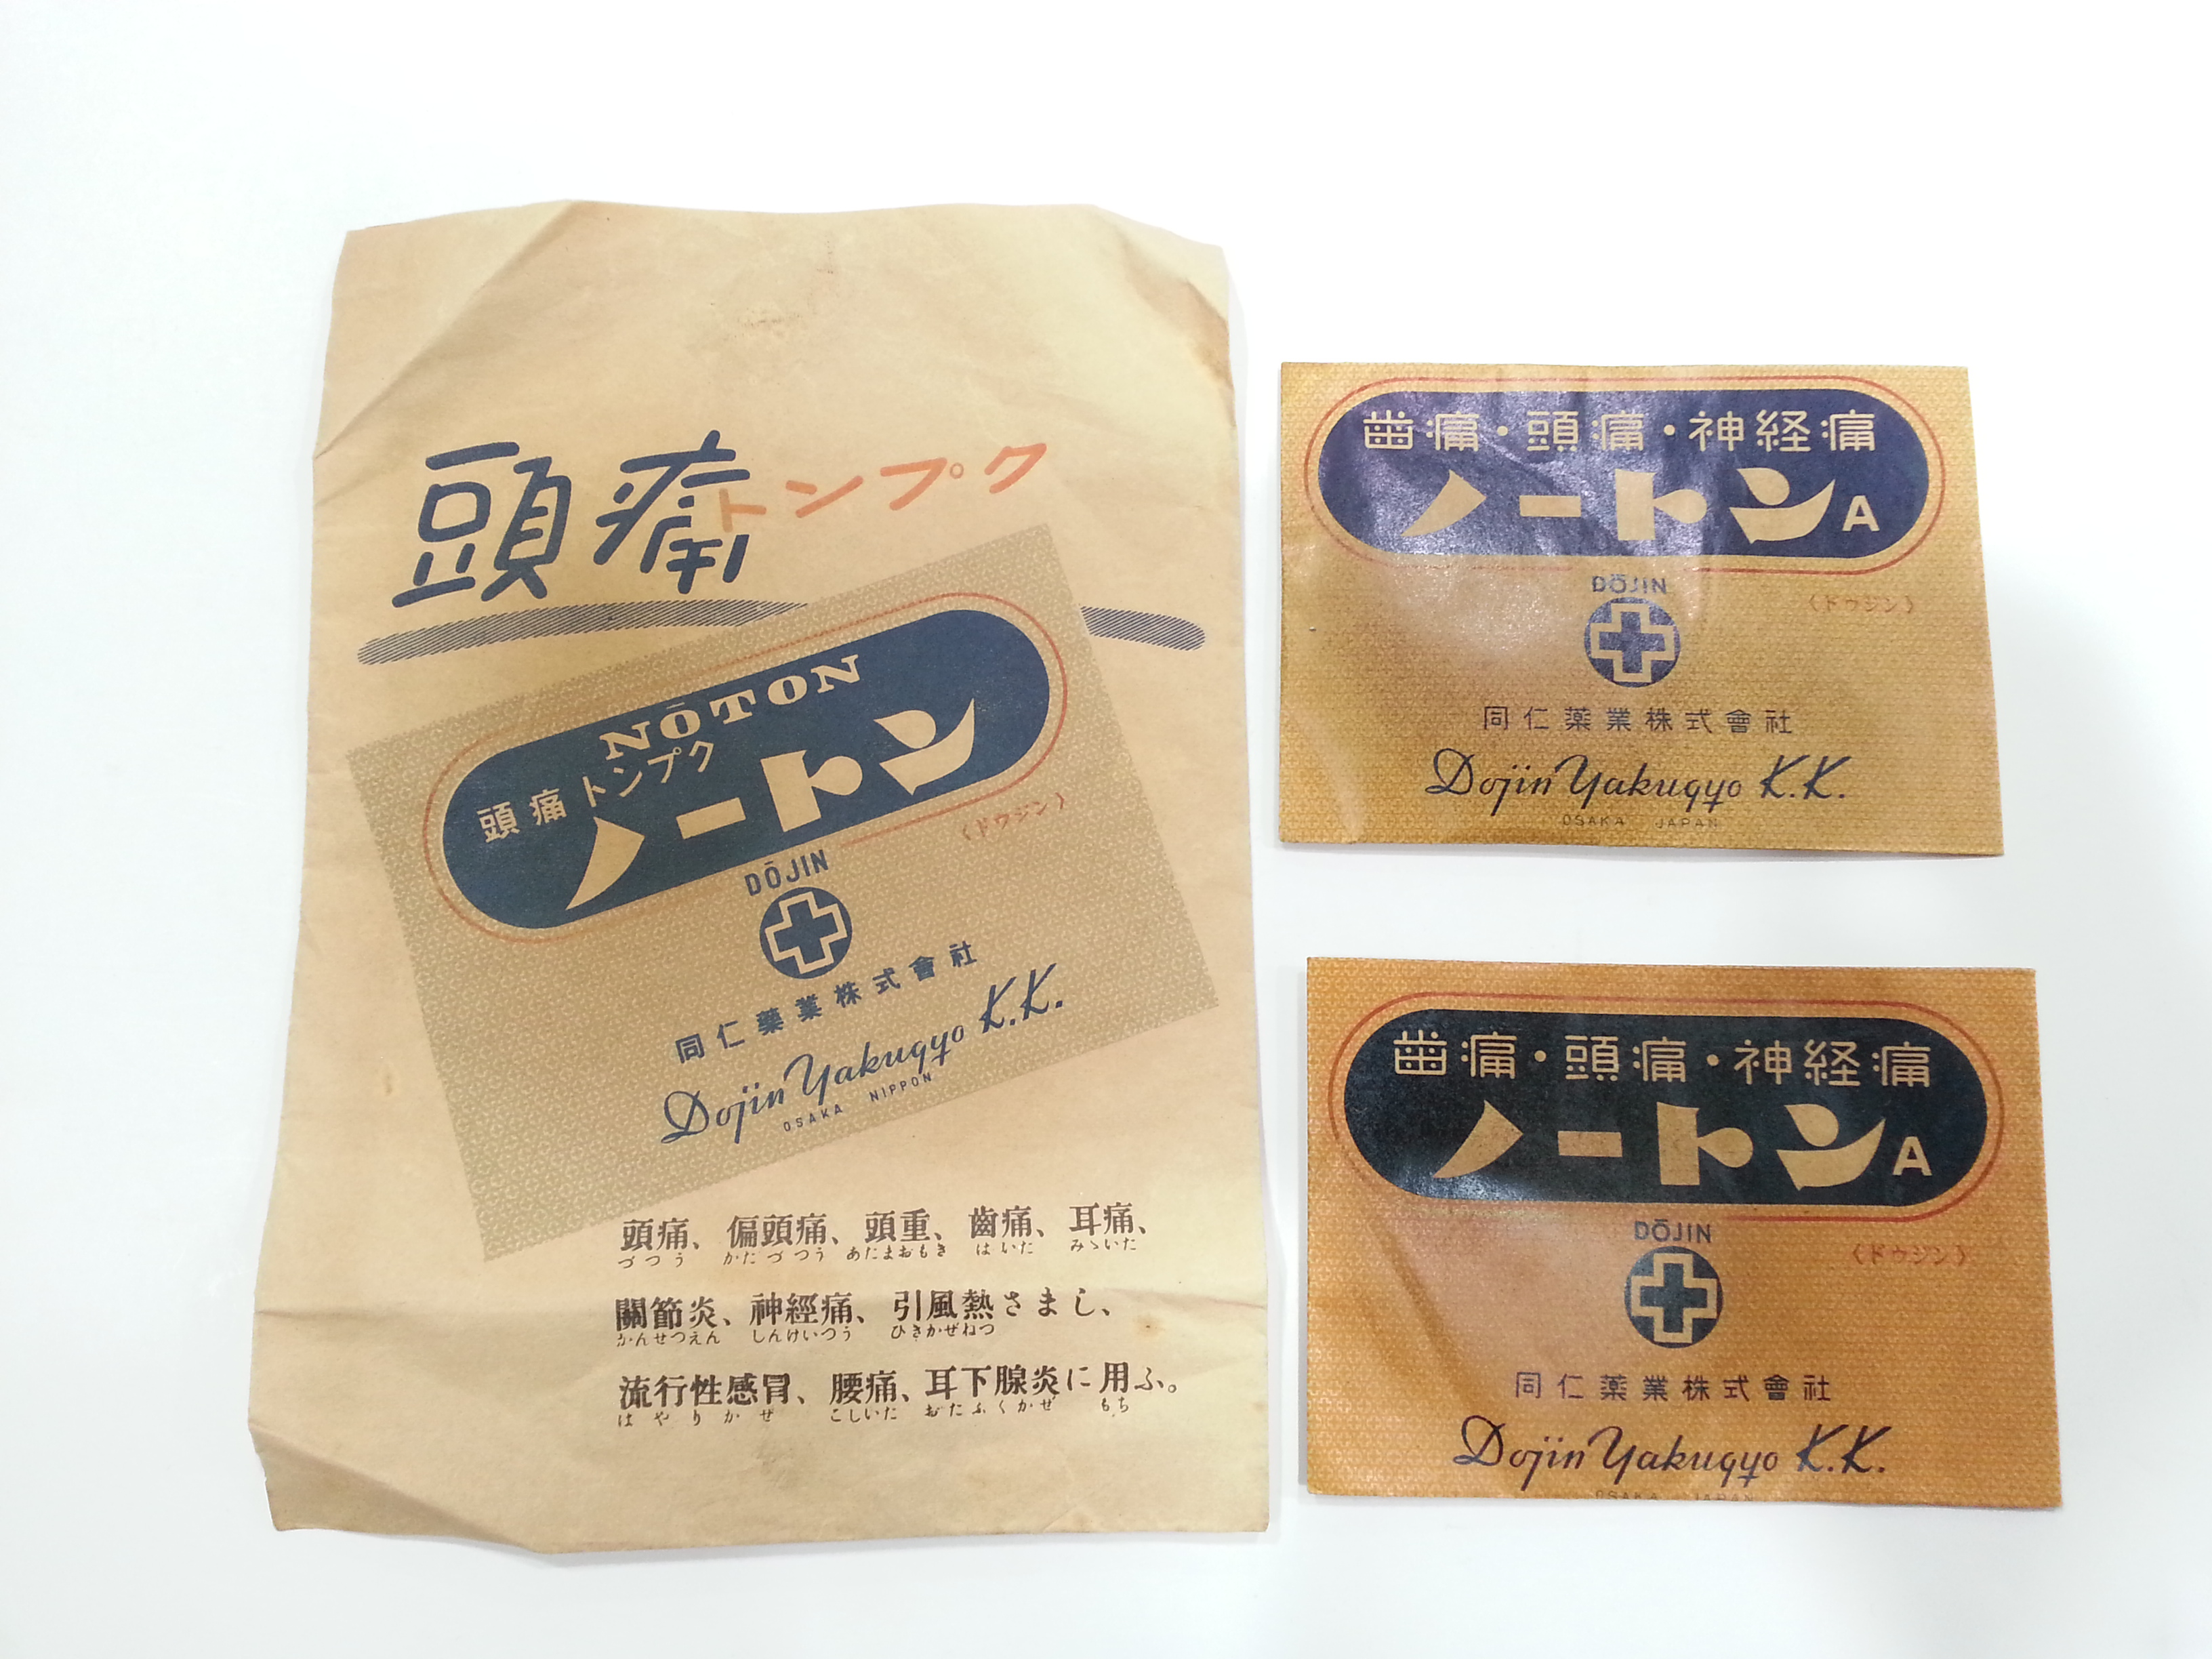 頭痛トンプク
NŌTON
頭痛トンプク
ノートン
〈ドウジン〉
DŌJIN
同仁薬業株式會社
Dojin Yakugyo K.K.
OSAKA NIPPON
頭痛、偏頭痛、頭重、齒痛、耳痛、
づつう かたづつう あたまおもき はいた みゝいた
關節炎、神經痛、引風熱さまし、
かんせつえん しんけいつう ひきかぜねつ
流行性感冒、腰痛、耳下腺炎に用ふ。
はやりかぜ こしいた おたふくかぜ もち
歯痛・頭痛・神経痛
ノートンA
DŌJIN
〈ドウジン〉
同仁薬業株式會社
Dojin Yakugyo K.K.
OSAKA JAPAN
歯痛・頭痛・神経痛
ノートンA
DŌJIN
〈ドウジン〉
同仁薬業株式會社
Dojin Yakugyo K.K.
OSAKA JAPAN